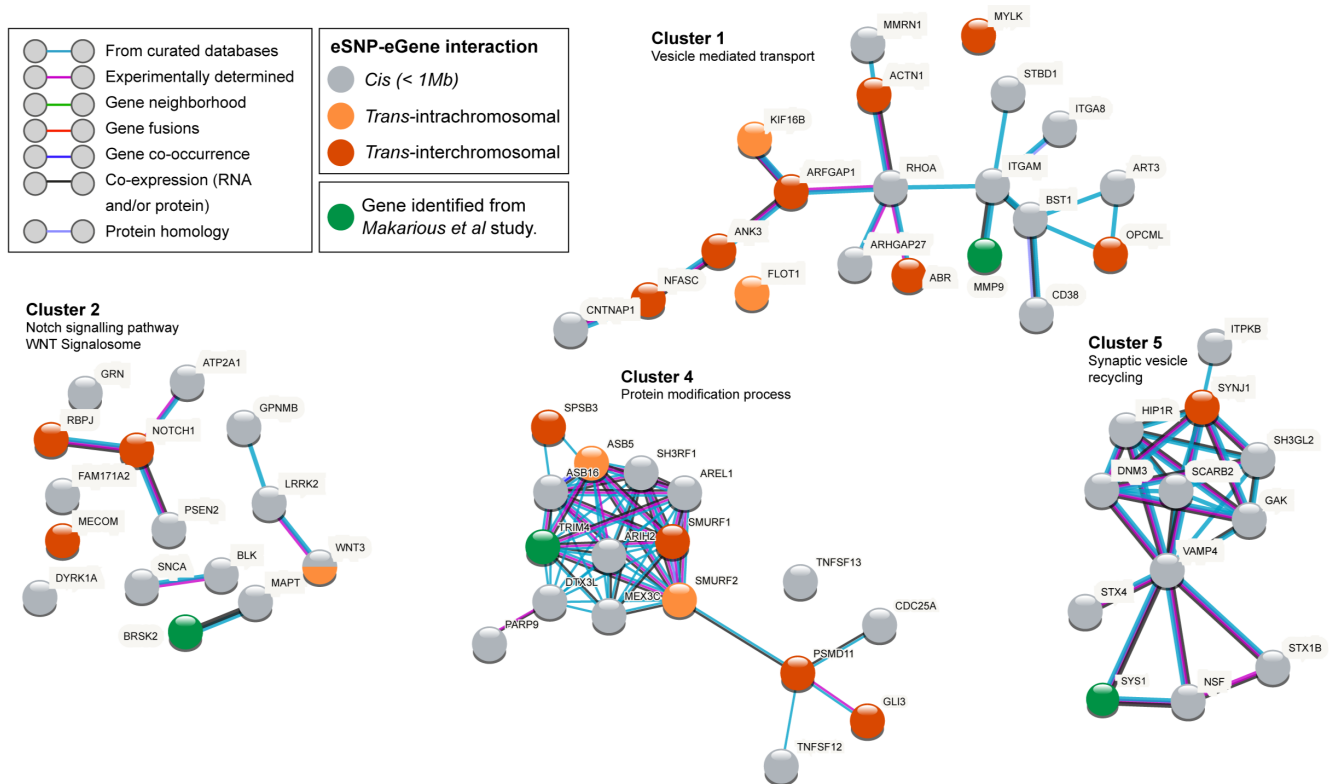 From curated databases
Experimentally determined
Gene neighborhood
Gene fusions
Gene co-occurrence
Co-expression (RNA
and/or protein)
Protein homology
eSNP-eGene interaction
Cis (< 1Mb)
Trans-intrachromosomal
Trans-interchromosomal
Gene identified from
Makarious et al study.
Cluster 1
Vesicle mediated transport
MMRN1
MYLK
ACTN1
STBD1
KIF16B
ITGA8
ARFGAP1
RHOA
ITGAM
ART3
BST1
ANK3
ARHGAP27
OPCML
NFASC
FLOT1
ABR
MMP9
CD38
CNTNAP1
Cluster 2
Notch signalling pathway
WNT Signalosome
GRN
ATP2A1
RBPJ
NOTCH1
GPNMB
FAM171A2
LRRK2
MECOM
PSEN2
WNT3
SNCA
BLK
DYRK1A
MAPT
BRSK2
Cluster 4
Protein modification process
SPSB3
ASB5
SH3RF1
ASB16
AREL1
TRIM4
ARIH2
SMURF1
DTX3L
MEX3C
SMURF2
TNFSF13
PARP9
CDC25A
PSMD11
GLI3
TNFSF12
Cluster 5
Synaptic vesicle
recycling
ITPKB
SYNJ1
HIP1R
SH3GL2
DNM3
SCARB2
GAK
VAMP4
STX4
STX1B
SYS1
NSF